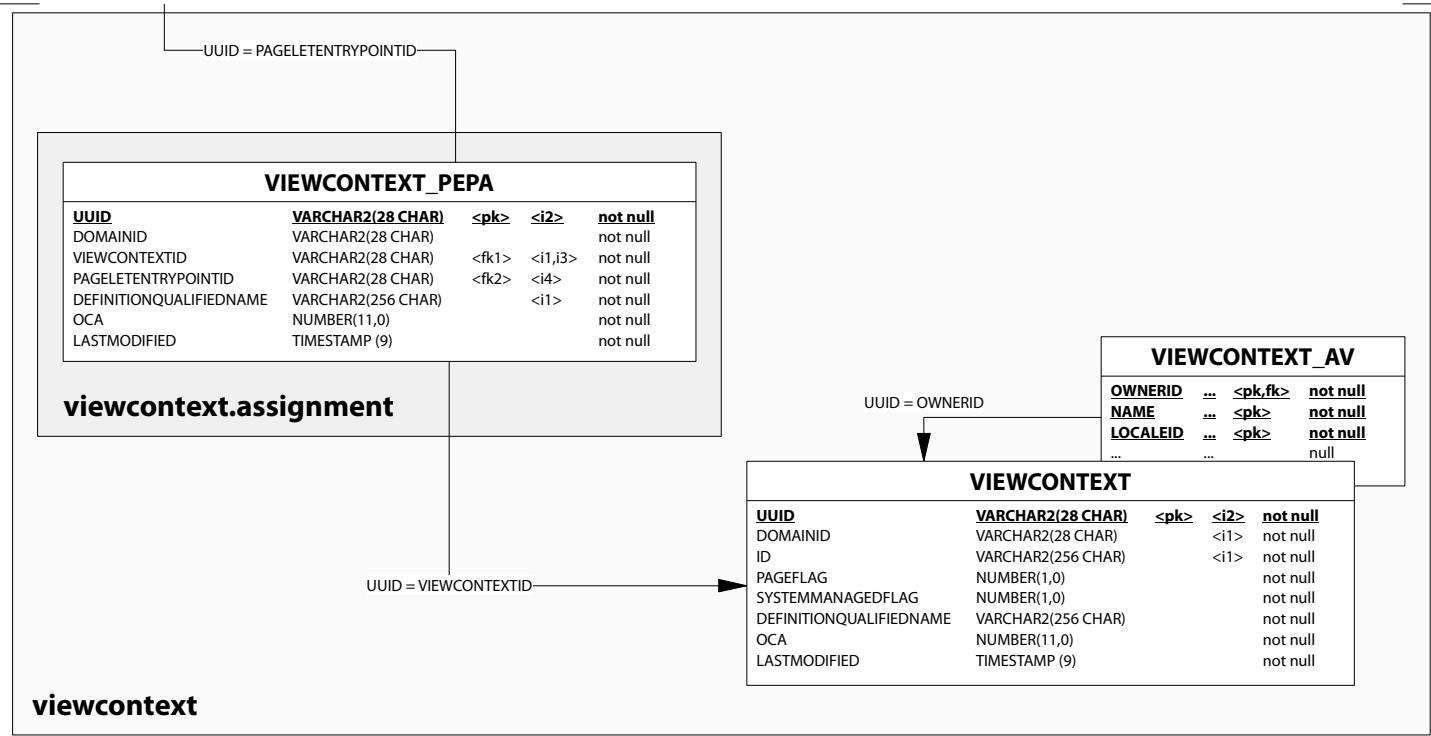 UUID = PAGELETENTRYPOINTID
VIEWCONTEXT_PEPA
UUID VARCHAR2(28 CHAR) <pk> <i2> not null
DOMAINID VARCHAR2(28 CHAR) not null
VIEWCONTEXTID VARCHAR2(28 CHAR) <fk1> <i1,i3> not null
PAGELETENTRYPOINTID VARCHAR2(28 CHAR) <fk2> <i4> not null
DEFINITIONQUALIFIEDNAME VARCHAR2(256 CHAR) <i1> not null
OCA NUMBER(11,0) not null
LASTMODIFIED TIMESTAMP (9) not null
viewcontext.assignment
VIEWCONTEXT_AV
OWNERID ... <pk,fk> not null
NAME ... <pk> not null
LOCALEID ... <pk> not null
... ... null
UUID = OWNERID
VIEWCONTEXT
UUID VARCHAR2(28 CHAR) <pk> <i2> not null
DOMAINID VARCHAR2(28 CHAR) <i1> not null
ID VARCHAR2(256 CHAR) <i1> not null
PAGEFLAG NUMBER(1,0) not null
SYSTEMMANAGEDFLAG NUMBER(1,0) not null
DEFINITIONQUALIFIEDNAME VARCHAR2(256 CHAR) not null
OCA NUMBER(11,0) not null
LASTMODIFIED TIMESTAMP (9) not null
UUID = VIEWCONTEXTID
viewcontext